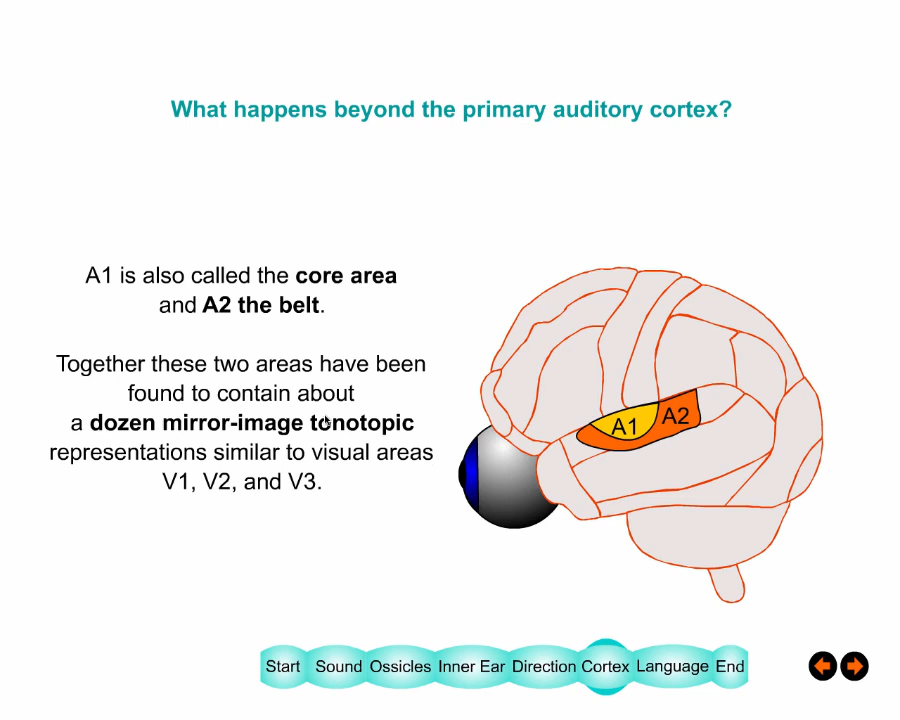 What happens beyond the primary auditory cortex?
A1 is also called the core area
and A2 the belt.
Together these two areas have been
found to contain about
a dozen mirror-image tonotopic
representations similar to visual areas
V1, V2, and V3.
A1
A2
Start Sound Ossicles Inner Ear Direction Cortex Language End